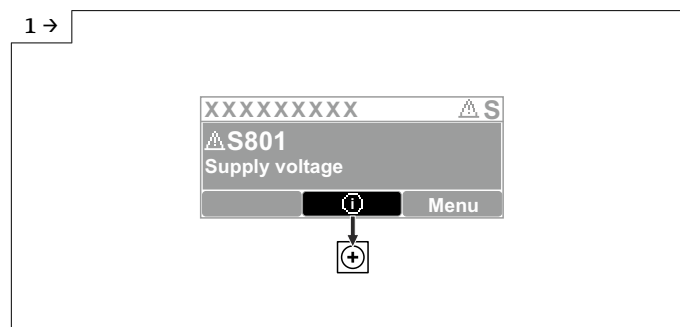 1 →
XXXXXXXXX ⚠S
⚠S801
Supply voltage
ⓘ Menu
+